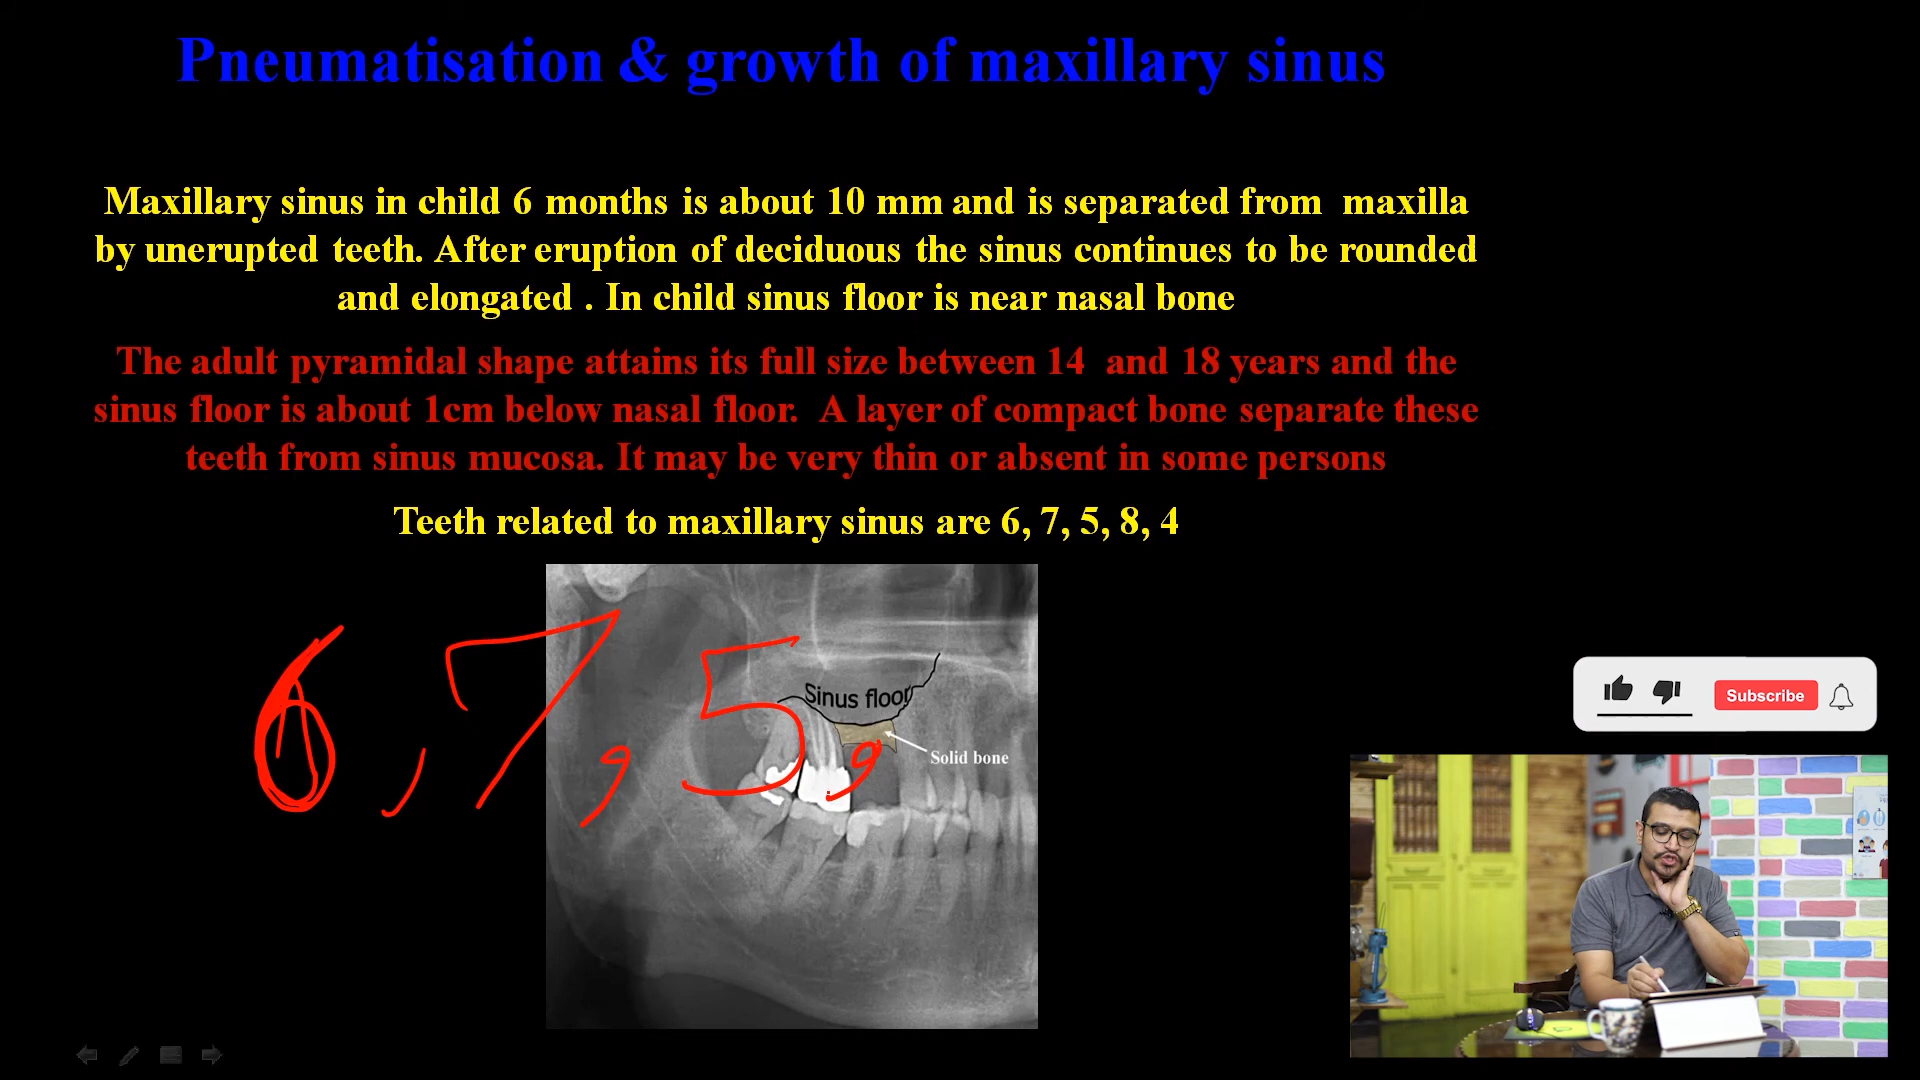 Pneumatisation & growth of maxillary sinus
Maxillary sinus in child 6 months is about 10 mm and is separated from maxilla
by unerupted teeth. After eruption of deciduous the sinus continues to be rounded
and elongated . In child sinus floor is near nasal bone
The adult pyramidal shape attains its full size between 14 and 18 years and the
sinus floor is about 1cm below nasal floor. A layer of compact bone separate these
teeth from sinus mucosa. It may be very thin or absent in some persons
Teeth related to maxillary sinus are 6, 7, 5, 8, 4
6, 7, 5,
Sinus floor
Solid bone
Subscribe